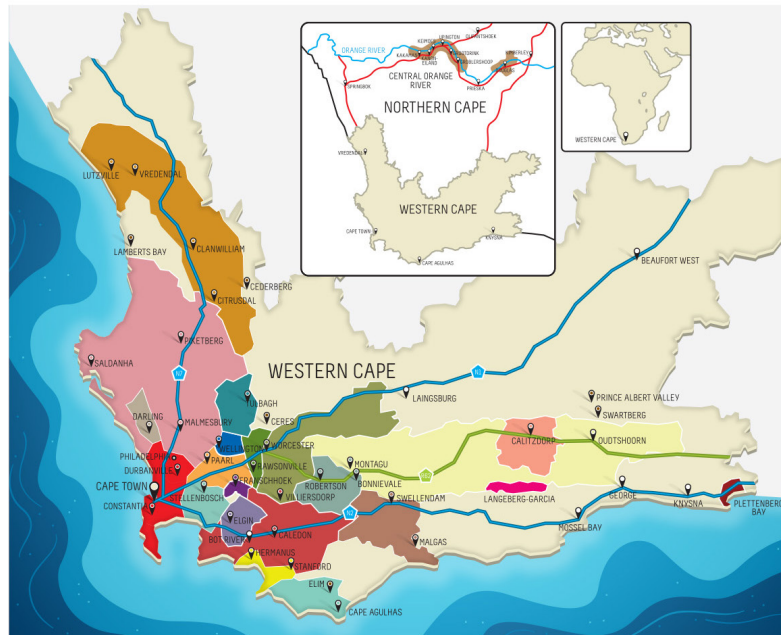 ORANGE RIVER
KEIMOES
UPINGTON
KAKAMAS
GROBLERSHOOP
KIMBERLEY
CENTRAL ORANGE
RIVER
PRIESKA
SPRINGBOK
NORTHERN CAPE
VREDENDAL
WESTERN CAPE
CAPE TOWN
KNYSNA
CAPE AGULHAS
WESTERN CAPE
LUTZVILLE
VREDENDAL
LAMBERTS BAY
CLANWILLIAM
CEDERBERG
CITRUSDAL
BEAUFORT WEST
PIKETBERG
SALDANHA
WESTERN CAPE
N7
N1
TULBAGH
LAINGSBURG
PRINCE ALBERT VALLEY
SWARTBERG
DARLING
MALMESBURY
CERES
CALITZDORP
OUDTSHOORN
PHILADELPHIA
WELLINGTON
WORCESTER
DURBANVILLE
PAARL
RAWSONVILLE
MONTAGU
CAPE TOWN
FRANSCHHOEK
ROBERTSON
BONNIEVALE
STELLENBOSCH
VILLIERSDORP
SWELLENDAM
LANGEBERG-GARCIA
GEORGE
KNYSNA
PLETTENBERG
BAY
CONSTANTIA
ELGIN
N2
MOSSEL BAY
BOT RIVER
CALEDON
MALGAS
HERMANUS
STANFORD
ELIM
CAPE AGULHAS